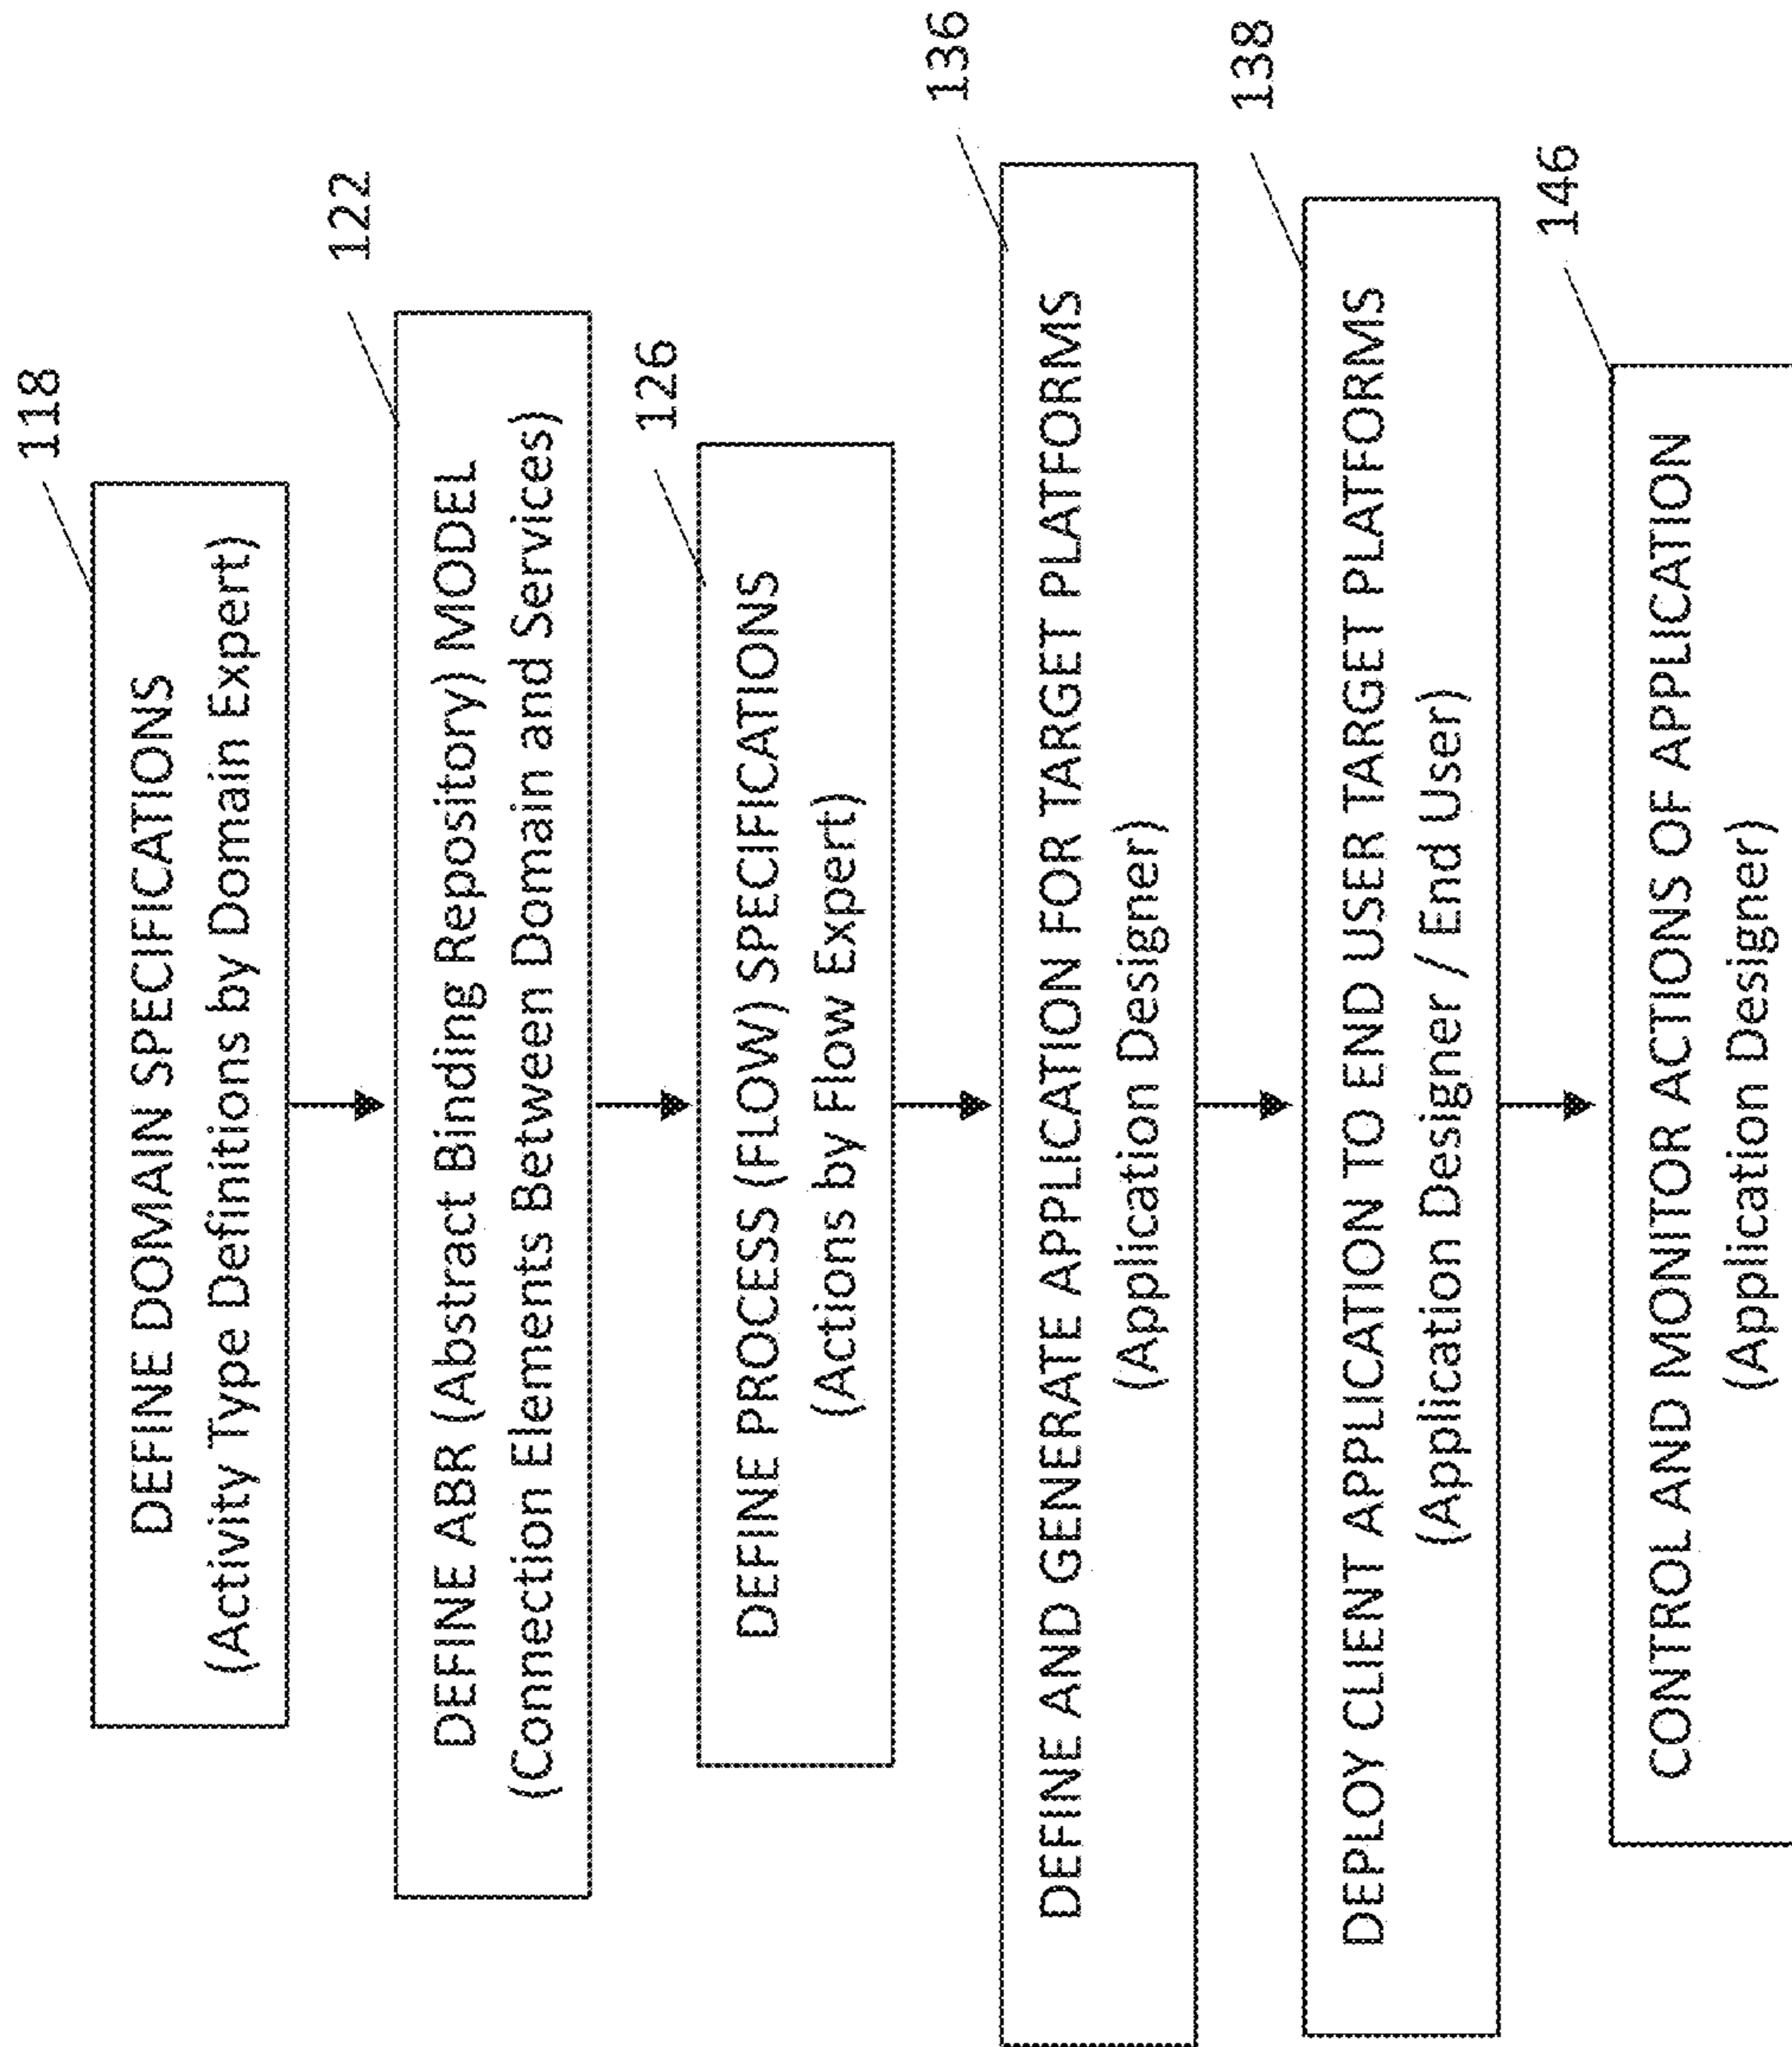 118
DEFINE DOMAIN SPECIFICATIONS
(Activity Type Definitions by Domain Expert)
122
DEFINE ABR (Abstract Binding Repository) MODEL
(Connection Elements Between Domain and Services)
126
DEFINE PROCESS (FLOW) SPECIFICATIONS
(Actions by Flow Expert)
136
DEFINE AND GENERATE APPLICATION FOR TARGET PLATFORMS
(Application Designer)
138
DEPLOY CLIENT APPLICATION TO END USER TARGET PLATFORMS
(Application Designer / End User)
146
CONTROL AND MONITOR ACTIONS OF APPLICATION
(Application Designer)